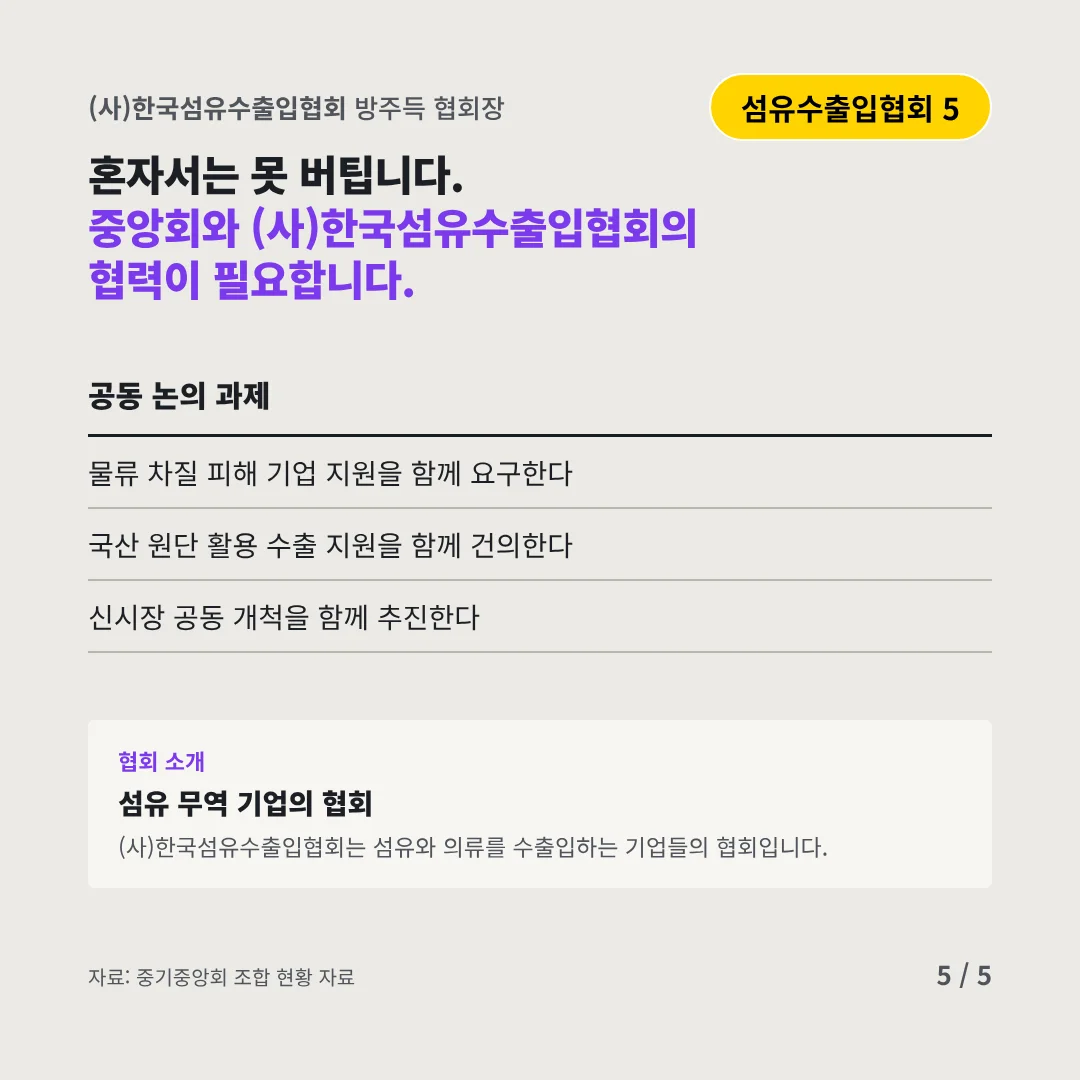 (사)한국섬유수출입협회 방주득 협회장
섬유수출입협회 5
혼자서는 못 버팁니다.
중앙회와 (사)한국섬유수출입협회의
협력이 필요합니다.
공동 논의 과제
물류 차질 피해 기업 지원을 함께 요구한다
국산 원단 활용 수출 지원을 함께 건의한다
신시장 공동 개척을 함께 추진한다
협회 소개
섬유 무역 기업의 협회
(사)한국섬유수출입협회는 섬유와 의류를 수출입하는 기업들의 협회입니다.
자료: 중기중앙회 조합 현황 자료
5 / 5